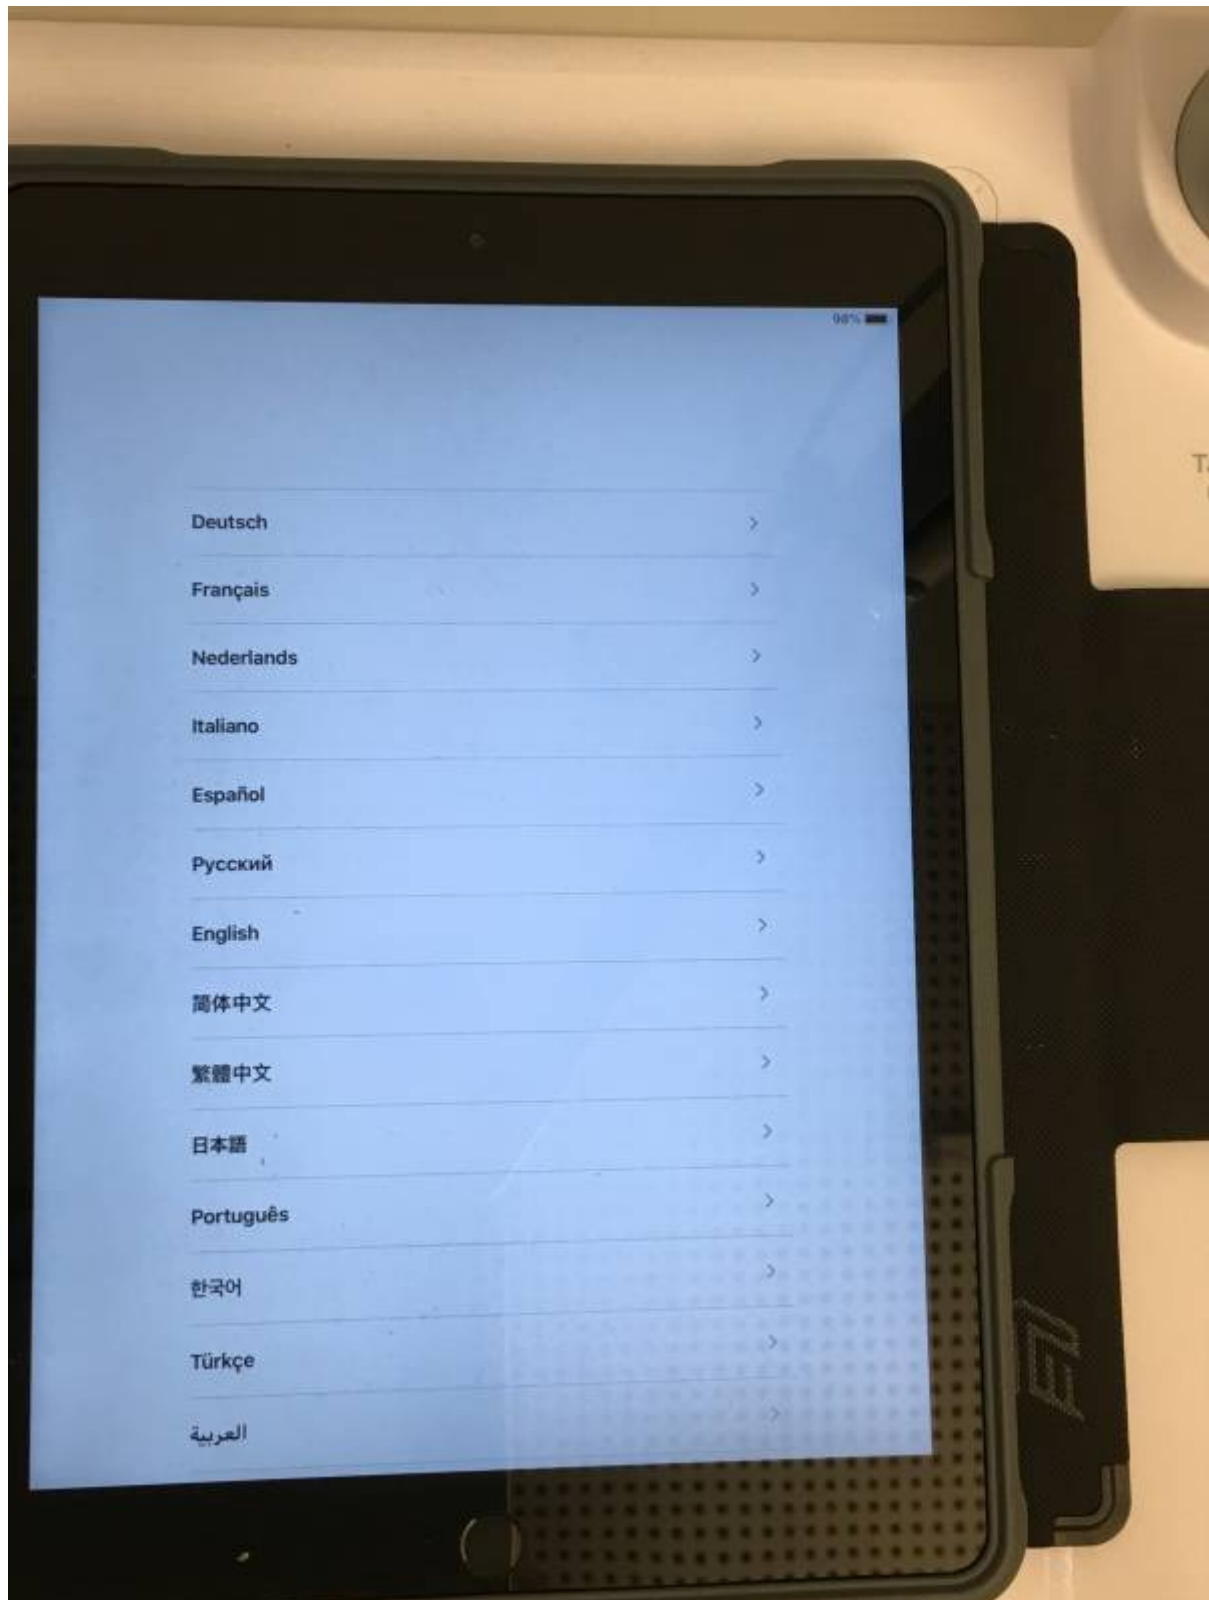 98%
Deutsch
Français
Nederlands
Italiano
Español
Русский
English
简体中文
繁體中文
日本語
Português
한국어
Türkçe
العربية